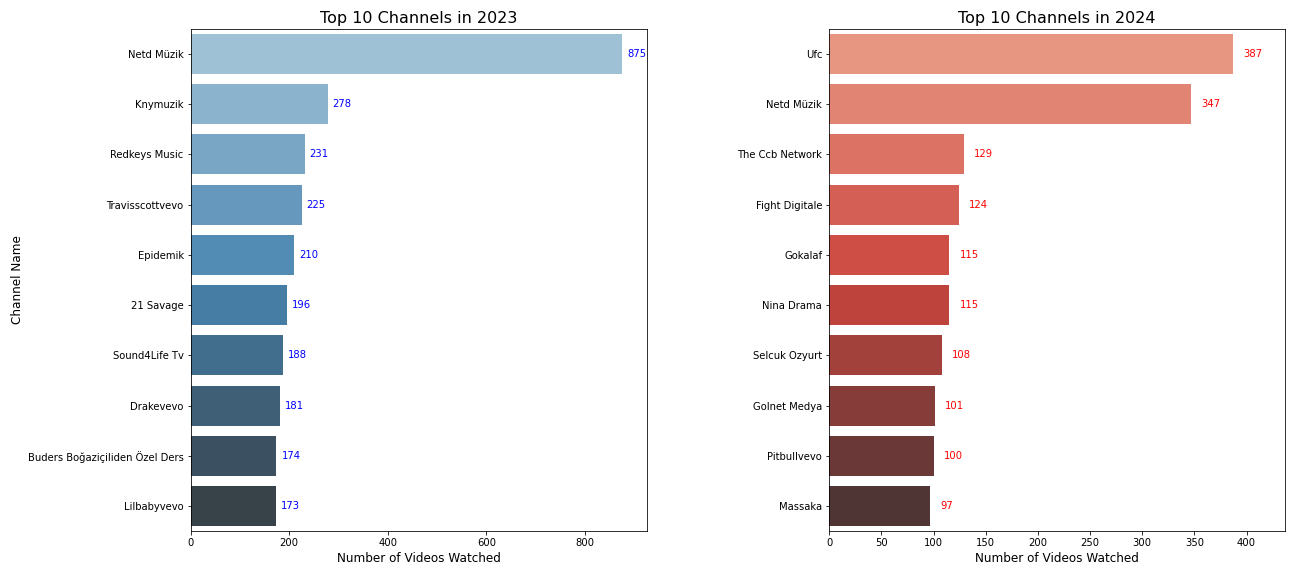 Top 10 Channels in 2023
Channel Name
Netd Müzik 875
Knymuzik 278
Redkeys Music 231
Travisscottvevo 225
Epidemik 210
21 Savage 196
Sound4Life Tv 188
Drakevevo 181
Buders Boğaziçiliden Özel Ders 174
Lilbabyvevo 173
0 200 400 600 800
Number of Videos Watched
Top 10 Channels in 2024
Ufc 387
Netd Müzik 347
The Ccb Network 129
Fight Digitale 124
Gokalaf 115
Nina Drama 115
Selcuk Ozyurt 108
Golnet Medya 101
Pitbullvevo 100
Massaka 97
0 50 100 150 200 250 300 350 400
Number of Videos Watched